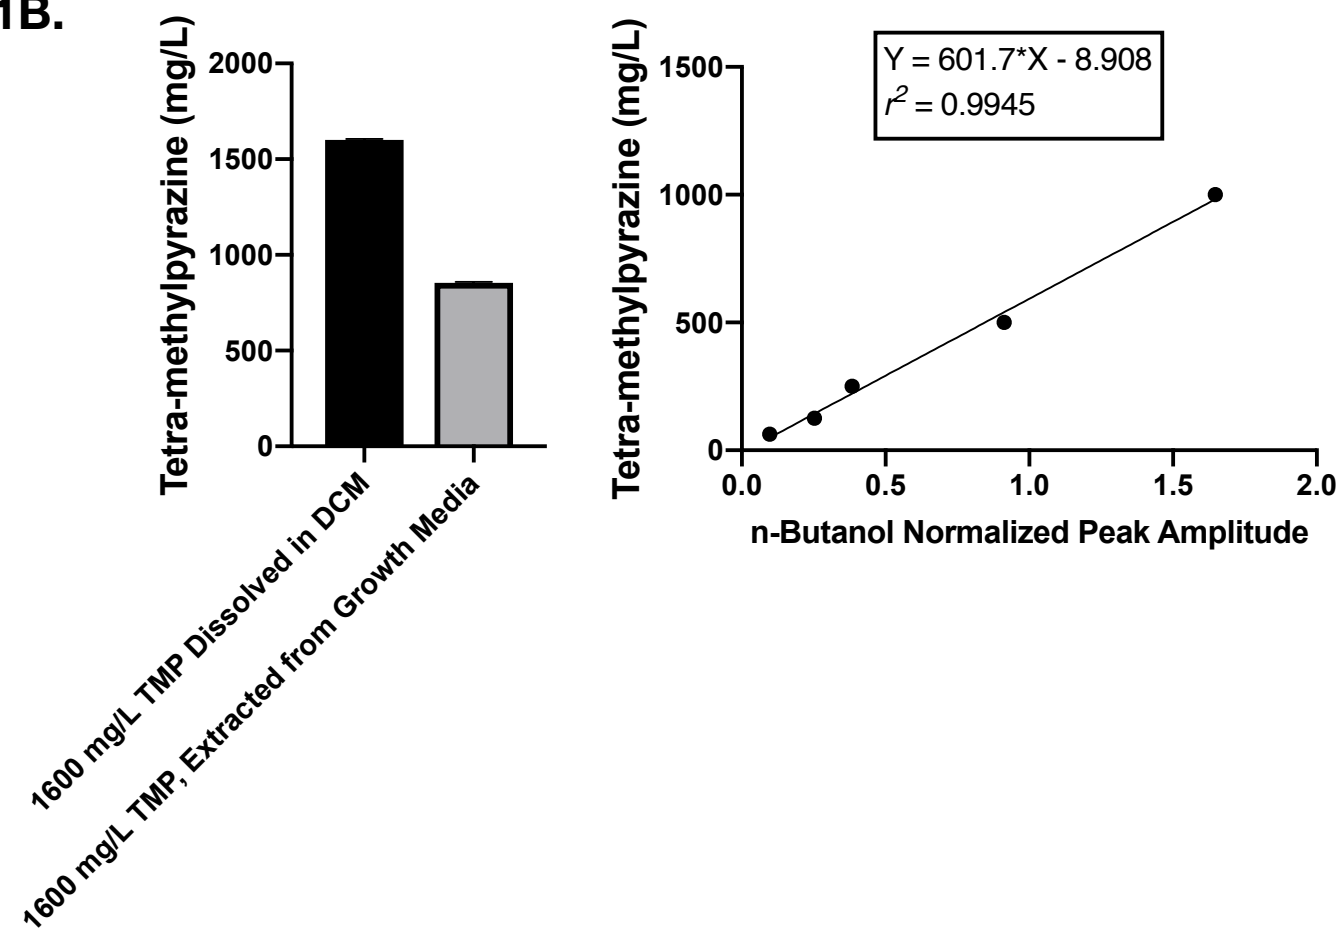 1B.
Tetra-methylpyrazine (mg/L)
2000
1500
1000
500
0
1600 mg/L TMP Dissolved in DCM
1600 mg/L TMP, Extracted from Growth Media
Tetra-methylpyrazine (mg/L)
1500
1000
500
0
Y = 601.7*X - 8.908
r² = 0.9945
0.0 0.5 1.0 1.5 2.0
n-Butanol Normalized Peak Amplitude